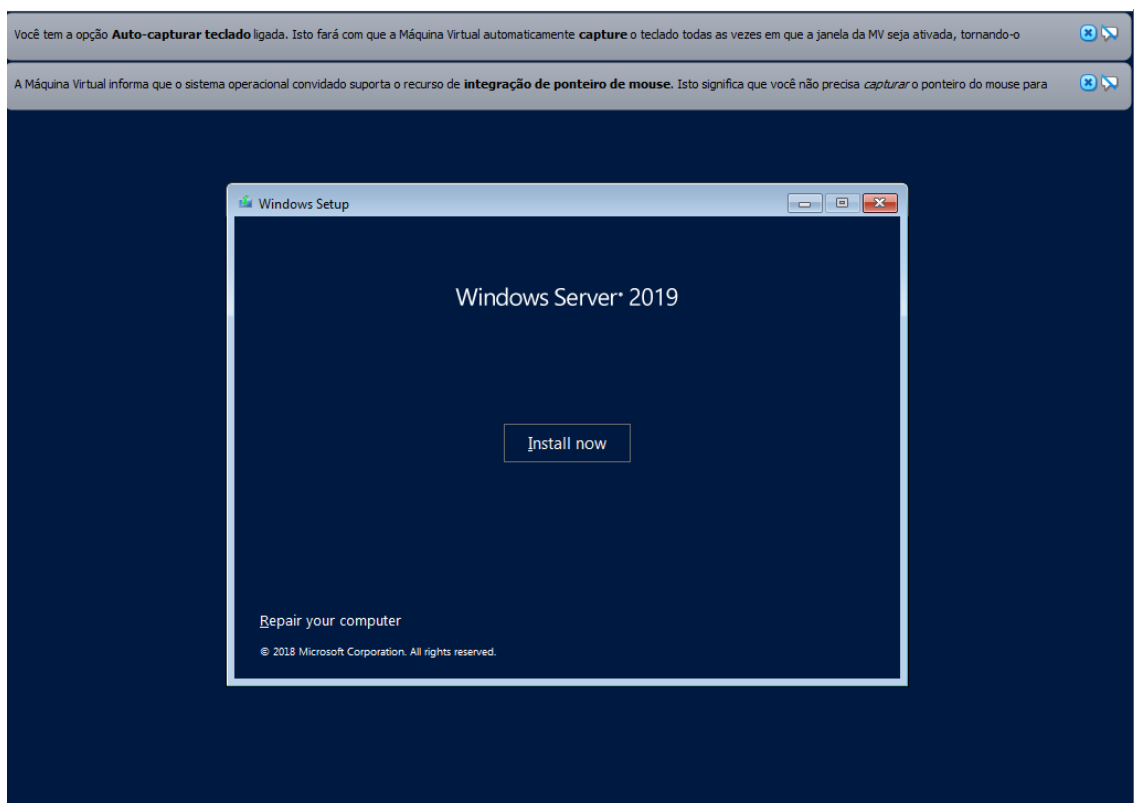 Você tem a opção Auto-capturar teclado ligada. Isto fará com que a Máquina Virtual automaticamente capture o teclado todas as vezes em que a janela da MV seja ativada, tornando-o
A Máquina Virtual informa que o sistema operacional convidado suporta o recurso de integração de ponteiro de mouse. Isto significa que você não precisa capturar o ponteiro do mouse para
Windows Setup
Windows Server® 2019
Install now
Repair your computer
© 2018 Microsoft Corporation. All rights reserved.